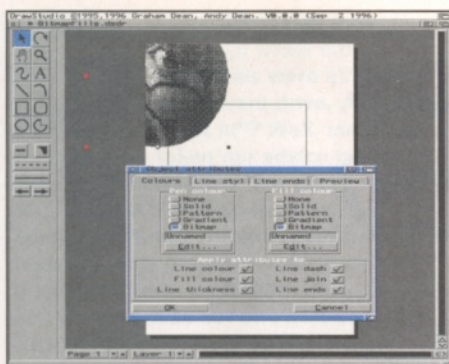 DrawStudio ©1995,1996 Graham Dean, Andy Dean. V0.0.0 (Sep 2 1996)
BitmapFills.dsdr
Object attributes
Colours
Line styl
Line ends
Preview
Pen colour
None
Solid
Pattern
Gradient
Bitmap
Unnamed
Edit...
Fill colour
None
Solid
Pattern
Gradient
Bitmap
Unnamed
Edit...
Apply attributes to
Line colour
Line dash
Fill colour
Line join
Line thickness
Line ends
OK
Cancel
Page 1
Layer 1